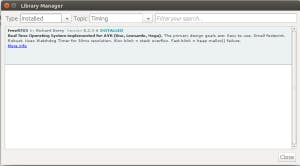 Library Manager
Type Installed Topic Timing Filter your search...
FreeRTOS by Richard Barry Version 8.2.3-6 INSTALLED
Real Time Operating System implemented for AVR (Uno, Leonardo, Mega). The primary design goals are: Easy to use, Small footprint,
Robust. Uses Watchdog Timer for 15ms resolution. Slow blink = stack overflow. Fast blink = heap malloc() failure.
More info
Close